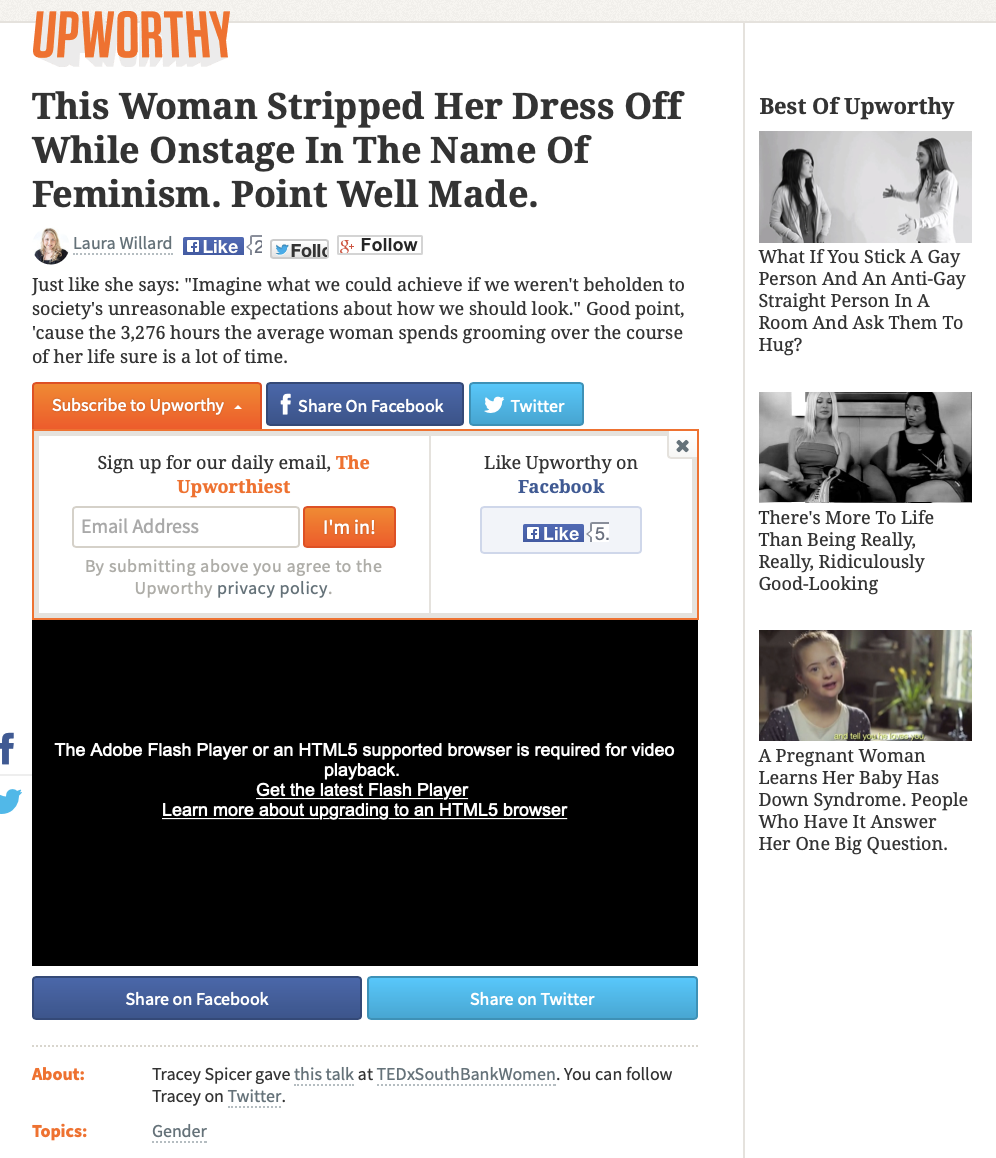 UPWORTHY
This Woman Stripped Her Dress Off
While Onstage In The Name Of
Feminism. Point Well Made.
Laura Willard
Like
2
Follo
Follow
Just like she says: "Imagine what we could achieve if we weren't beholden to
society's unreasonable expectations about how we should look." Good point,
'cause the 3,276 hours the average woman spends grooming over the course
of her life sure is a lot of time.
Subscribe to Upworthy
Share On Facebook
Twitter
Sign up for our daily email, The
Upworthiest
Email Address
I'm in!
By submitting above you agree to the
Upworthy privacy policy.
Like Upworthy on
Facebook
Like
5.
The Adobe Flash Player or an HTML5 supported browser is required for video
playback.
Get the latest Flash Player
Learn more about upgrading to an HTML5 browser
Share on Facebook
Share on Twitter
About:
Tracey Spicer gave this talk at TEDxSouthBankWomen. You can follow
Tracey on Twitter.
Topics:
Gender
Best Of Upworthy
What If You Stick A Gay
Person And An Anti-Gay
Straight Person In A
Room And Ask Them To
Hug?
There's More To Life
Than Being Really,
Really, Ridiculously
Good-Looking
and tell you he loves you.
A Pregnant Woman
Learns Her Baby Has
Down Syndrome. People
Who Have It Answer
Her One Big Question.